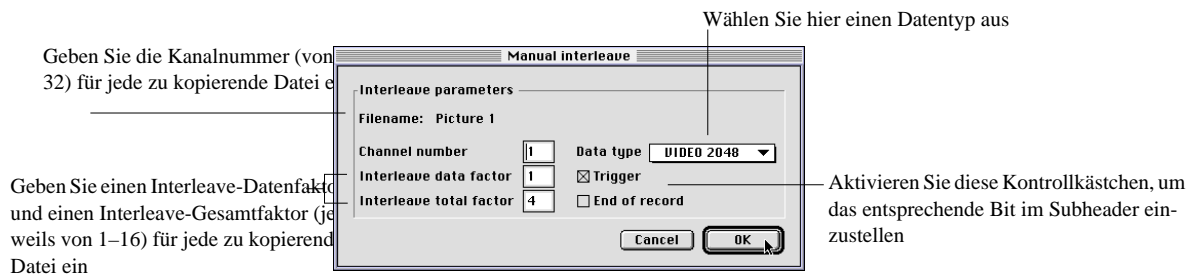 Wählen Sie hier einen Datentyp aus
Geben Sie die Kanalnummer (von
32) für jede zu kopierende Datei e
Manual interleave
Interleave parameters
Filename: Picture 1
Channel number 1 Data type VIDEO 2048
Interleave data factor 1 Trigger
Interleave total factor 4 End of record
Cancel OK
Geben Sie einen Interleave-Datenfakto
und einen Interleave-Gesamtfaktor (je
weils von 1–16) für jede zu kopierend
Datei ein
Aktivieren Sie diese Kontrollkästchen, um
das entsprechende Bit im Subheader ein-
zustellen